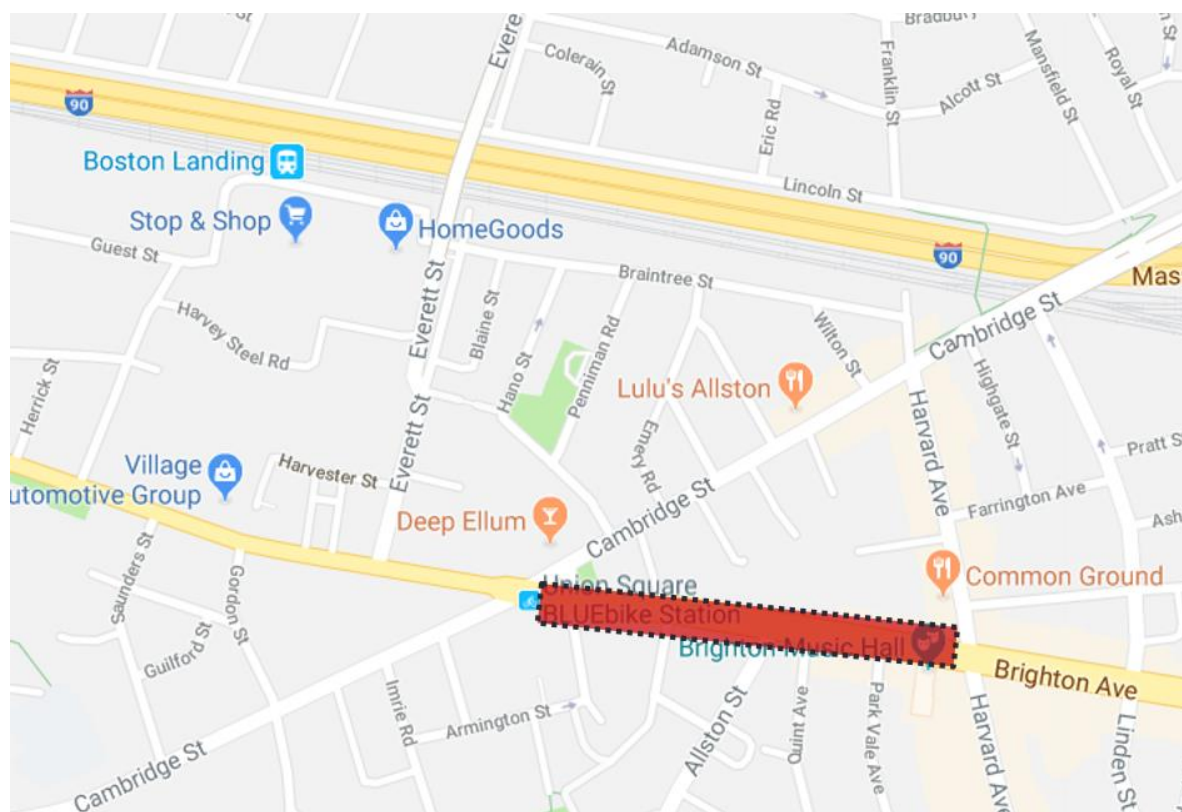 Bradbury
Evere
Adamson St
Colerain St
Franklin St
Mansfield St
Royal St
Alcott St
90
Eric Rd
Boston Landing
Lincoln St
Stop & Shop
HomeGoods
Guest St
90
Mas
Braintree St
Everett St
Blaine St
Hano St
Penniman Rd
Wilton St
Cambridge St
Harvey Steel Rd
Herrick St
Lulu's Allston
Highgate St
Harvard Ave
Emery Rd
Pratt St
Village
utomotive Group
Harvester St
Everett St
Farrington Ave
Deep Ellum
Cambridge St
Ash
Union Square
BLUEbike Station
Common Ground
Saunders St
Gordon St
Brighton Music Hall
Guilford St
Brighton Ave
Imrie Rd
Armington St
Allston St
Quint Ave
Park Vale Ave
Harvard Ave
Linden St
Cambridge St